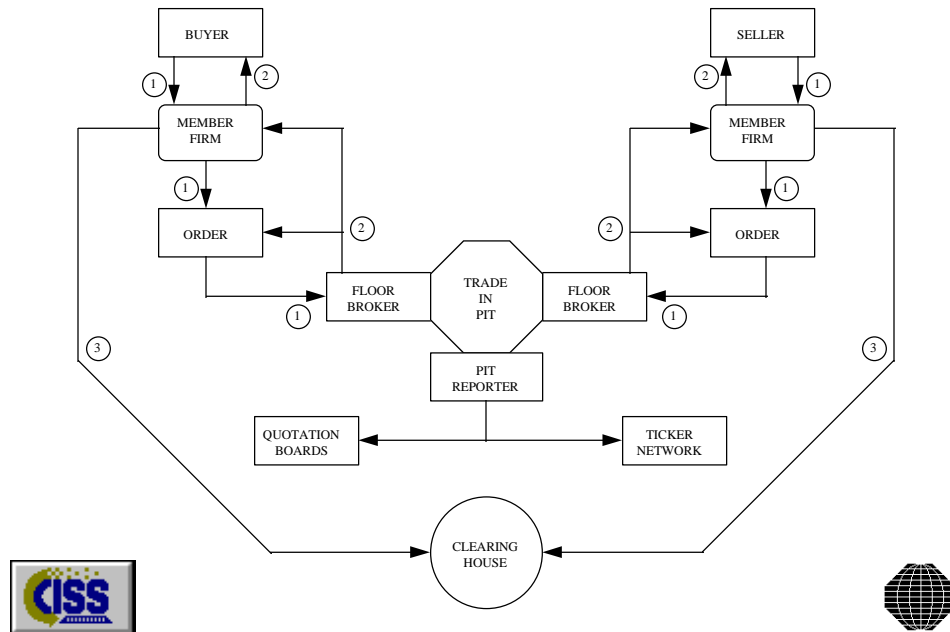 BUYER
SELLER
1
2
2
1
MEMBER
FIRM
MEMBER
FIRM
1
1
ORDER
2
2
ORDER
FLOOR
BROKER
TRADE
IN
PIT
FLOOR
BROKER
1
1
3
3
PIT
REPORTER
QUOTATION
BOARDS
TICKER
NETWORK
CLEARING
HOUSE
CISS